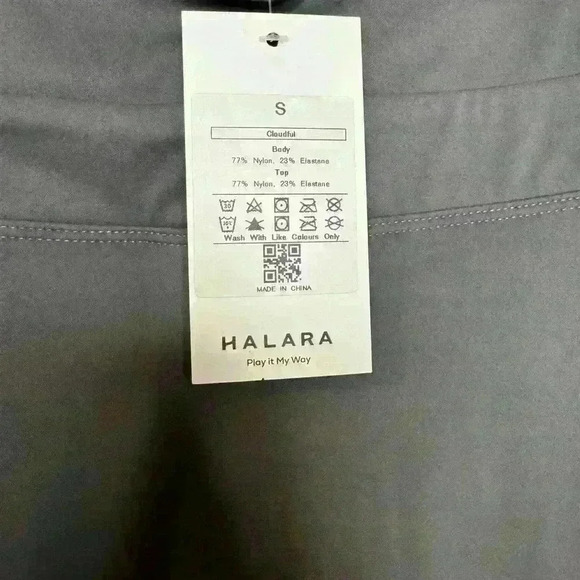 S
Cloudful
Body
77% Nylon, 23% Elastane
Top
77% Nylon, 23% Elastane
30
Wash With Like Colours Only
MADE IN CHINA
HALARA
Play it My Way